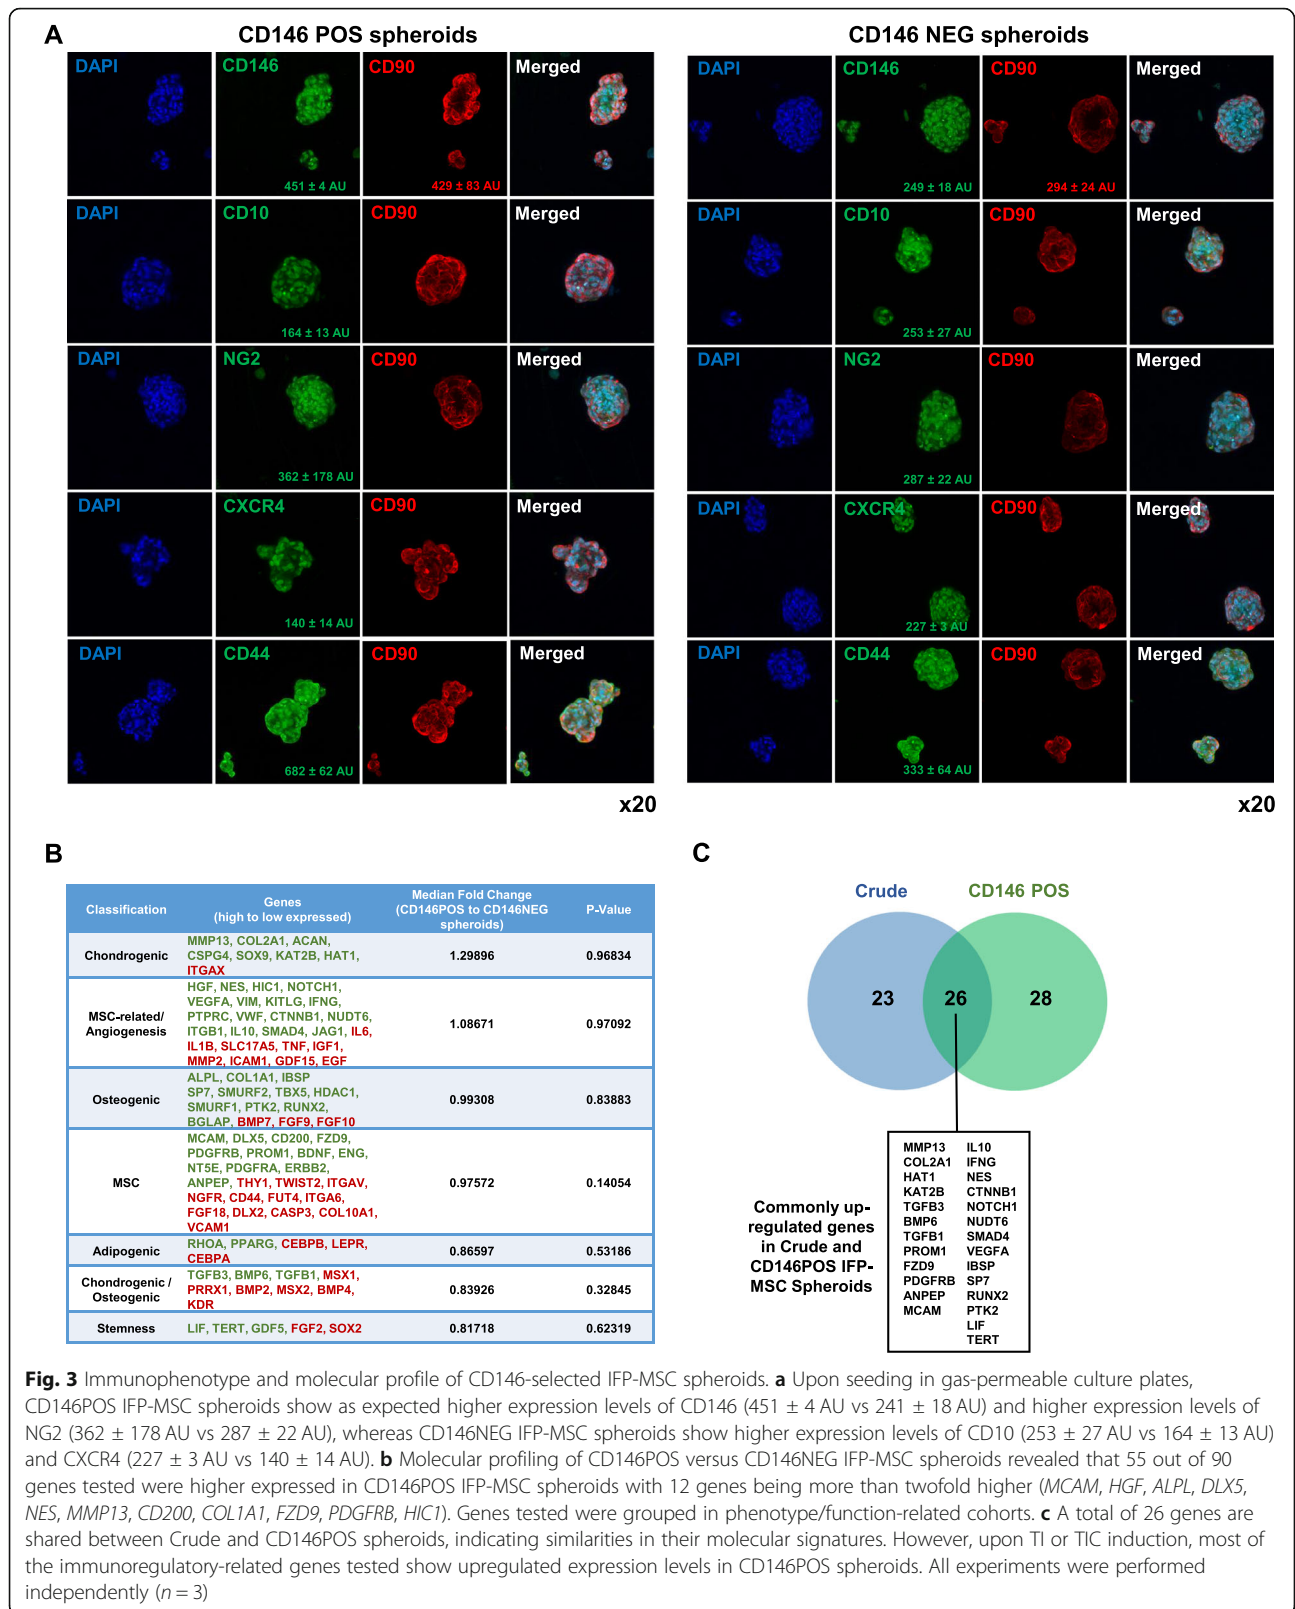 A
CD146 POS spheroids
CD146 NEG spheroids
DAPI CD146 CD90 Merged
451 ± 4 AU 429 ± 83 AU
DAPI CD10 CD90 Merged
164 ± 13 AU
DAPI NG2 CD90 Merged
362 ± 178 AU
DAPI CXCR4 CD90 Merged
140 ± 14 AU
DAPI CD44 CD90 Merged
682 ± 62 AU
x20
DAPI CD146 CD90 Merged
249 ± 18 AU 294 ± 24 AU
DAPI CD10 CD90 Merged
253 ± 27 AU
DAPI NG2 CD90 Merged
287 ± 22 AU
DAPI CXCR4 CD90 Merged
227 ± 3 AU
DAPI CD44 CD90 Merged
333 ± 64 AU
x20
B
Classification
Genes
(high to low expressed)
Median Fold Change
(CD146POS to CD146NEG
spheroids)
P-Value
Chondrogenic
MMP13, COL2A1, ACAN,
CSPG4, SOX9, KAT2B, HAT1,
ITGAX
1.29896
0.96834
MSC-related/
Angiogenesis
HGF, NES, HIC1, NOTCH1,
VEGFA, VIM, KITLG, IFNG,
PTPRC, VWF, CTNNB1, NUDT6,
ITGB1, IL10, SMAD4, JAG1, IL6,
IL1B, SLC17A5, TNF, IGF1,
MMP2, ICAM1, GDF15, EGF
1.08671
0.97092
Osteogenic
ALPL, COL1A1, IBSP
SP7, SMURF2, TBX5, HDAC1,
SMURF1, PTK2, RUNX2,
BGLAP, BMP7, FGF9, FGF10
0.99308
0.83883
MSC
MCAM, DLX5, CD200, FZD9,
PDGFRB, PROM1, BDNF, ENG,
NT5E, PDGFRA, ERBB2,
ANPEP, THY1, TWIST2, ITGAV,
NGFR, CD44, FUT4, ITGA6,
FGF18, DLX2, CASP3, COL10A1,
VCAM1
0.97572
0.14054
Adipogenic
RHOA, PPARG, CEBPB, LEPR,
CEBPA
0.86597
0.53186
Chondrogenic /
Osteogenic
TGFB3, BMP6, TGFB1, MSX1,
PRRX1, BMP2, MSX2, BMP4,
KDR
0.83926
0.32845
Stemness
LIF, TERT, GDF5, FGF2, SOX2
0.81718
0.62319
C
Crude
CD146 POS
23 26 28
Commonly up-
regulated genes
in Crude and
CD146POS IFP-
MSC Spheroids
MMP13 IL10
COL2A1 IFNG
HAT1 NES
KAT2B CTNNB1
TGFB3 NOTCH1
BMP6 NUDT6
TGFB1 SMAD4
PROM1 VEGFA
FZD9 IBSP
PDGFRB SP7
ANPEP RUNX2
MCAM PTK2
LIF
TERT
Fig. 3 Immunophenotype and molecular profile of CD146-selected IFP-MSC spheroids. a Upon seeding in gas-permeable culture plates,
CD146POS IFP-MSC spheroids show as expected higher expression levels of CD146 (451 ± 4 AU vs 241 ± 18 AU) and higher expression levels of
NG2 (362 ± 178 AU vs 287 ± 22 AU), whereas CD146NEG IFP-MSC spheroids show higher expression levels of CD10 (253 ± 27 AU vs 164 ± 13 AU)
and CXCR4 (227 ± 3 AU vs 140 ± 14 AU). b Molecular profiling of CD146POS versus CD146NEG IFP-MSC spheroids revealed that 55 out of 90
genes tested were higher expressed in CD146POS IFP-MSC spheroids with 12 genes being more than twofold higher (MCAM, HGF, ALPL, DLX5,
NES, MMP13, CD200, COL1A1, FZD9, PDGFRB, HIC1). Genes tested were grouped in phenotype/function-related cohorts. c A total of 26 genes are
shared between Crude and CD146POS spheroids, indicating similarities in their molecular signatures. However, upon TI or TIC induction, most of
the immunoregulatory-related genes tested show upregulated expression levels in CD146POS spheroids. All experiments were performed
independently (n = 3)